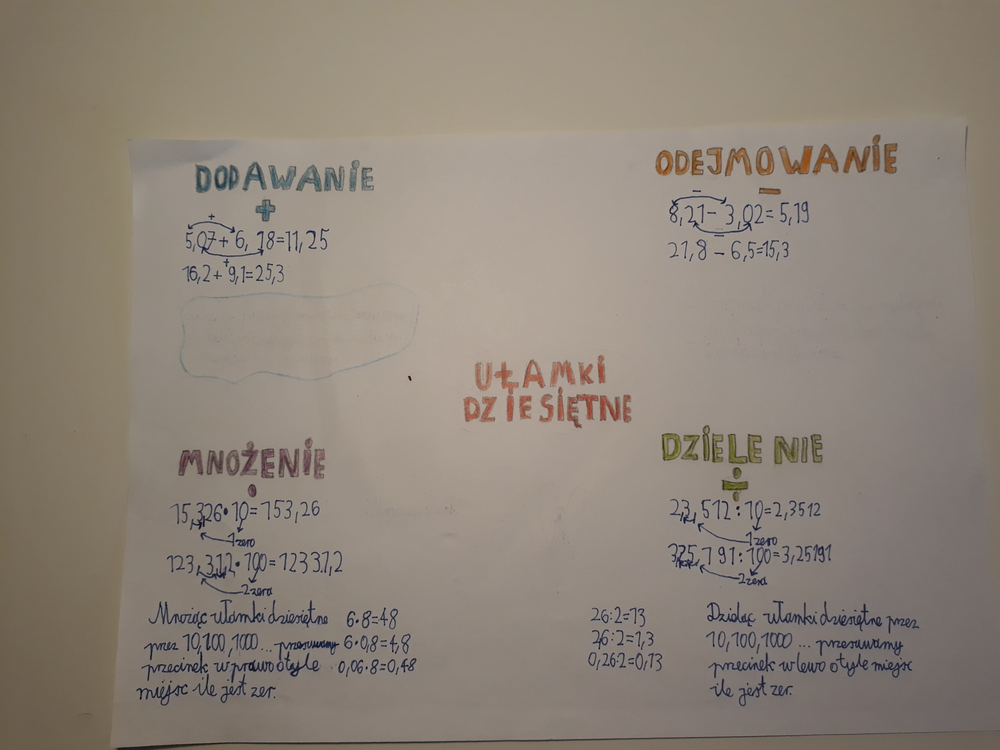 DODAWANIE
+
+
5,07+6,18=11,25
+
16,2+9,1=25,3
ODEJMOWANIE
-
-
8,21-3,02=5,19
-
21,8-6,5=15,3
UŁAMKI
DZIESIĘTNE
MNOŻENIE
•
15,326•10=153,26
1 zero
123,312•100=12331,2
2 zera
Mnożąc ułamki dziesiętne
przez 10,100,1000... przesuwamy
przecinek w prawo o tyle
miejsc ile jest zer.
6•8=48
6•0,8=4,8
0,06•8=0,48
DZIELENIE
÷
23,512:10=2,3512
1 zero
325,191:100=3,25191
2 zera
26:2=13
2,6:2=1,3
0,26:2=0,13
Dzieląc ułamki dziesiętne przez
10,100,1000... przesuwamy
przecinek w lewo o tyle miejsc
ile jest zer.